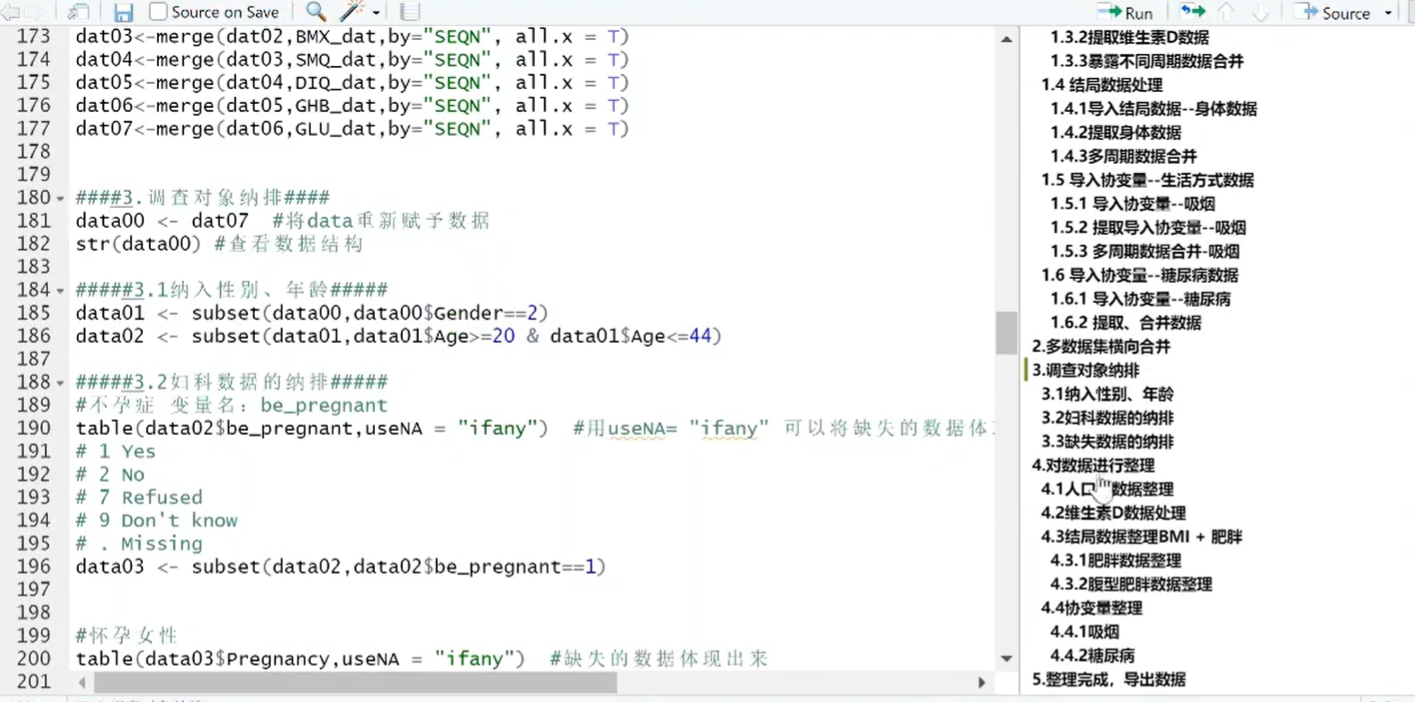 Source on Save
Run
Source
173 dat03<-merge(dat02,BMX_dat,by="SEQN", all.x = T)
174 dat04<-merge(dat03,SMQ_dat,by="SEQN", all.x = T)
175 dat05<-merge(dat04,DIQ_dat,by="SEQN", all.x = T)
176 dat06<-merge(dat05,GHB_dat,by="SEQN", all.x = T)
177 dat07<-merge(dat06,GLU_dat,by="SEQN", all.x = T)
178
179
180 ####3.调查对象纳排####
181 data00 <- dat07 #将data重新赋予数据
182 str(data00) #查看数据结构
183
184 #####3.1纳入性别、年龄#####
185 data01 <- subset(data00,data00$Gender==2)
186 data02 <- subset(data01,data01$Age>=20 & data01$Age<=44)
187
188 #####3.2妇科数据的纳排#####
189 #不孕症 变量名：be_pregnant
190 table(data02$be_pregnant,useNA = "ifany") #用useNA= "ifany" 可以将缺失的数据体
191 # 1 Yes
192 # 2 No
193 # 7 Refused
194 # 9 Don't know
195 # . Missing
196 data03 <- subset(data02,data02$be_pregnant==1)
197
198
199 #怀孕女性
200 table(data03$Pregnancy,useNA = "ifany") #缺失的数据体现出来
201
1.3.2提取维生素D数据
1.3.3暴露不同周期数据合并
1.4 结局数据处理
1.4.1导入结局数据--身体数据
1.4.2提取身体数据
1.4.3多周期数据合并
1.5 导入协变量--生活方式数据
1.5.1 导入协变量--吸烟
1.5.2 提取导入协变量--吸烟
1.5.3 多周期数据合并-吸烟
1.6 导入协变量--糖尿病数据
1.6.1 导入协变量--糖尿病
1.6.2 提取、合并数据
2.多数据集横向合并
3.调查对象纳排
3.1纳入性别、年龄
3.2妇科数据的纳排
3.3缺失数据的纳排
4.对数据进行整理
4.1人口 数据整理
4.2维生素D数据处理
4.3结局数据整理BMI + 肥胖
4.3.1肥胖数据整理
4.3.2腹型肥胖数据整理
4.4协变量整理
4.4.1吸烟
4.4.2糖尿病
5.整理完成，导出数据